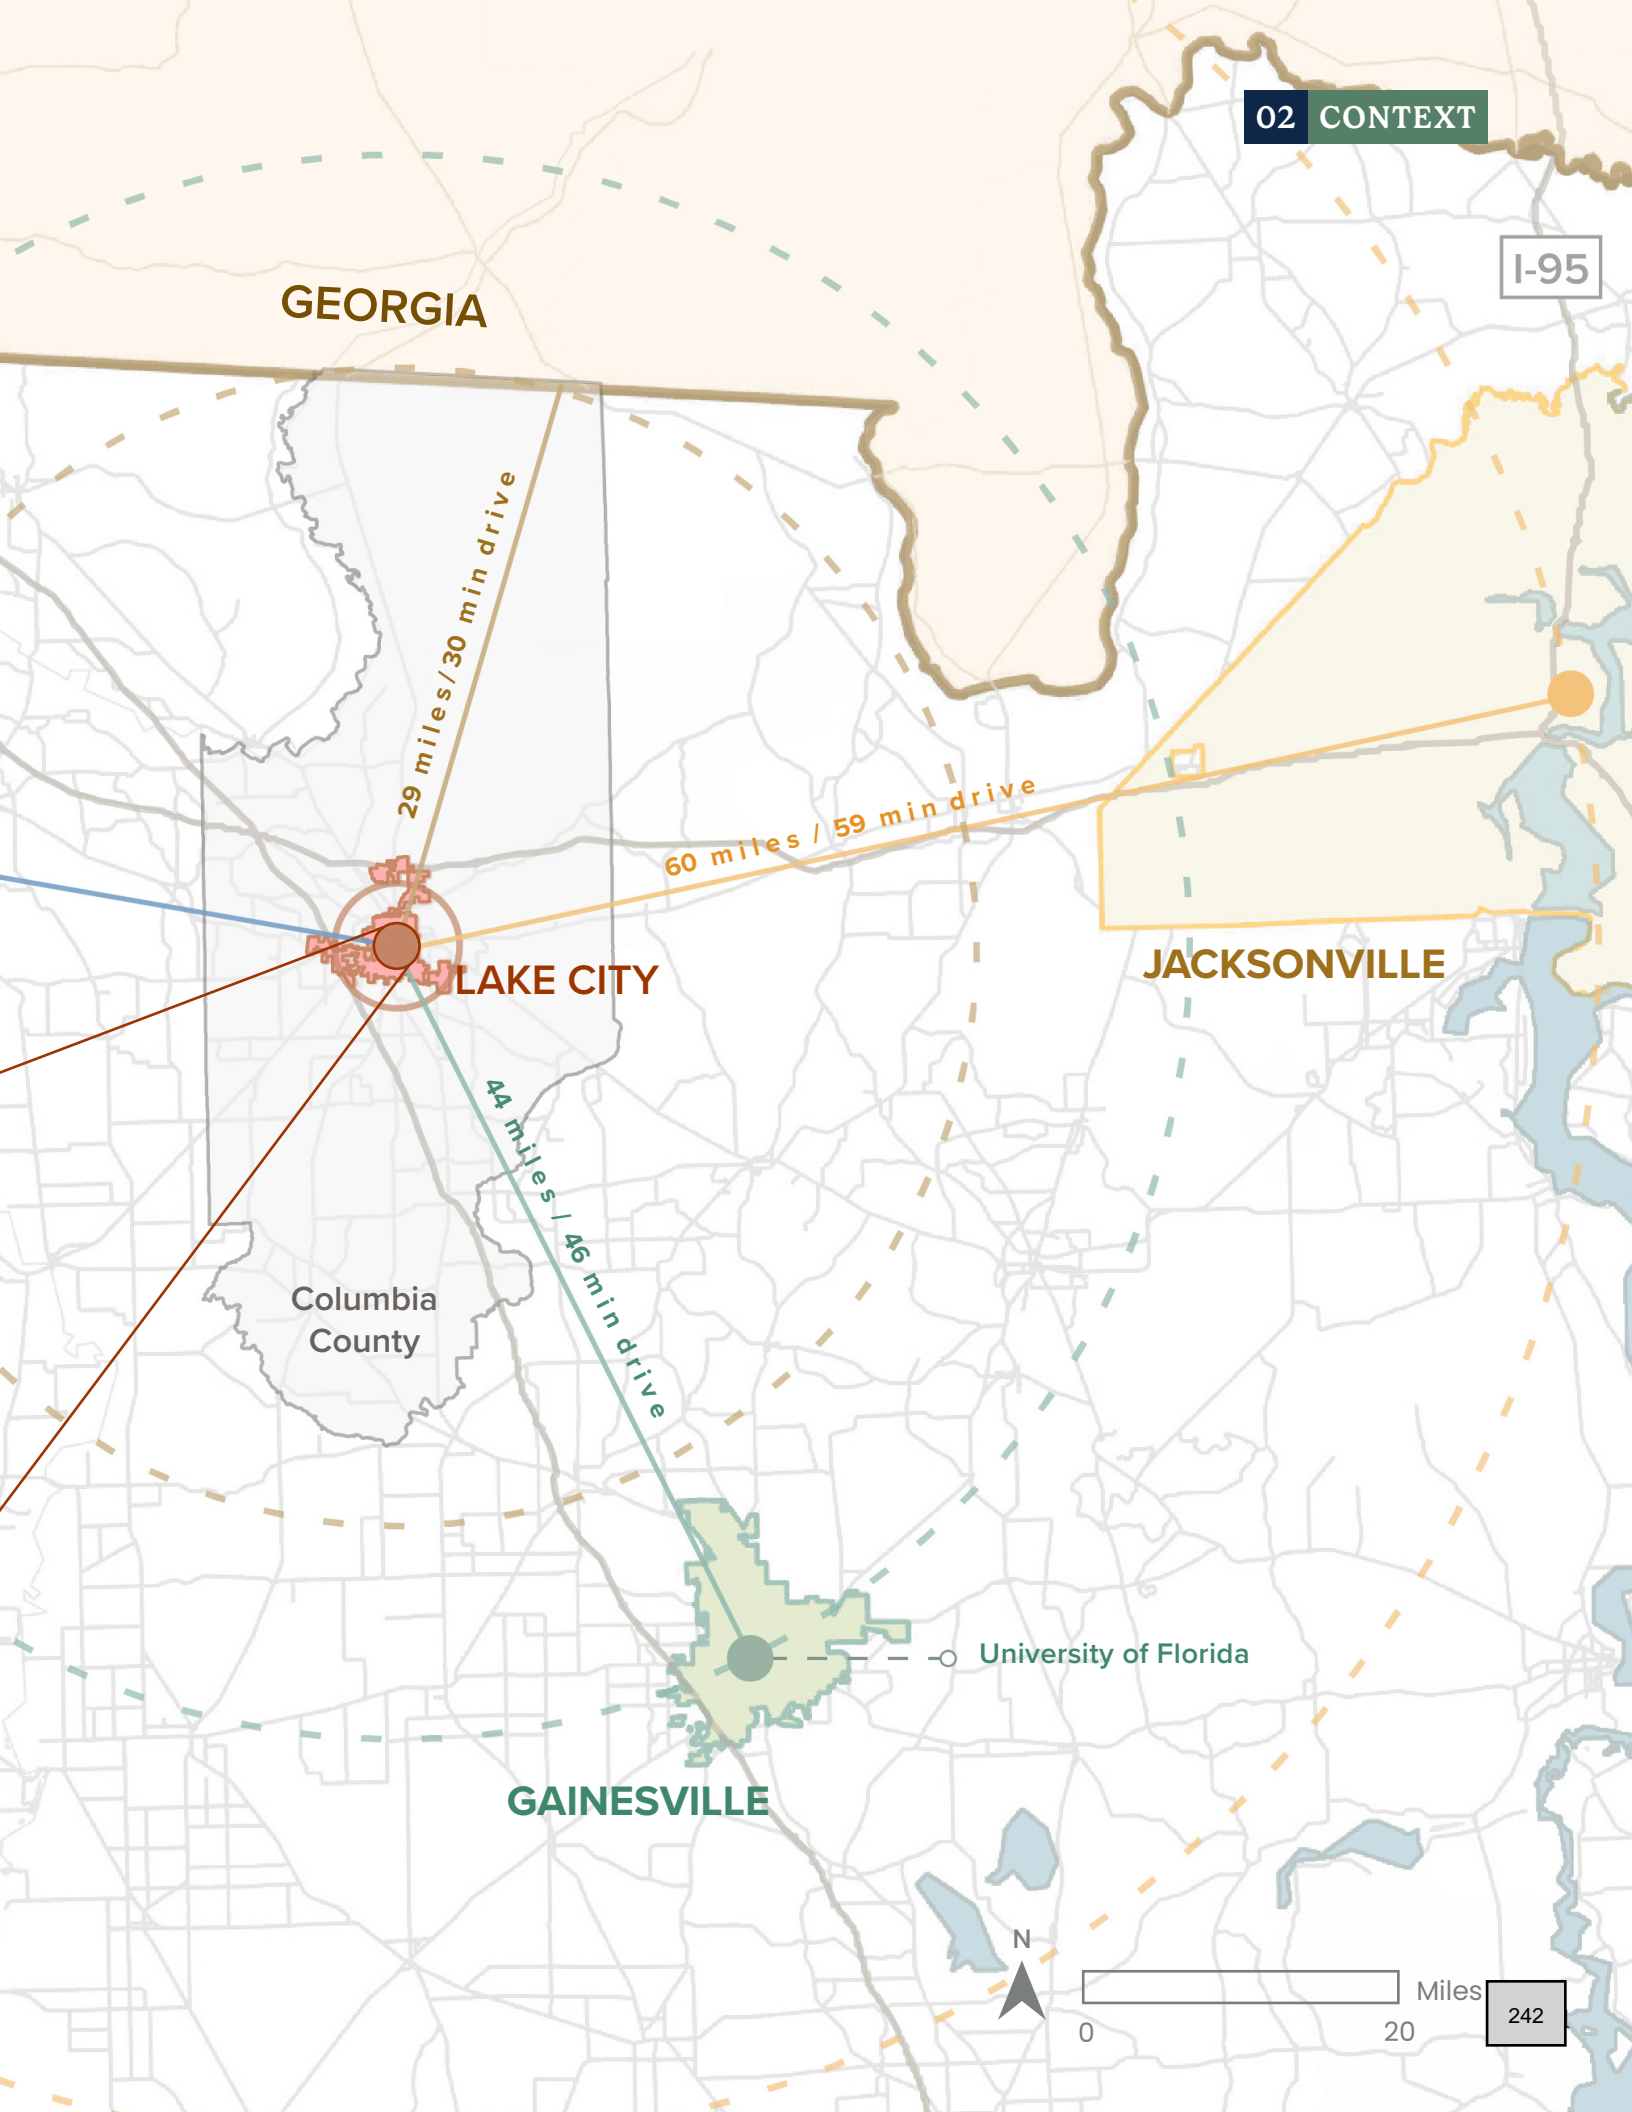 02 CONTEXT
I-95
GEORGIA
29 miles/30 min drive
60 miles / 59 min drive
JACKSONVILLE
LAKE CITY
44 miles / 46 min drive
Columbia
County
University of Florida
GAINESVILLE
N
Miles
0 20
242